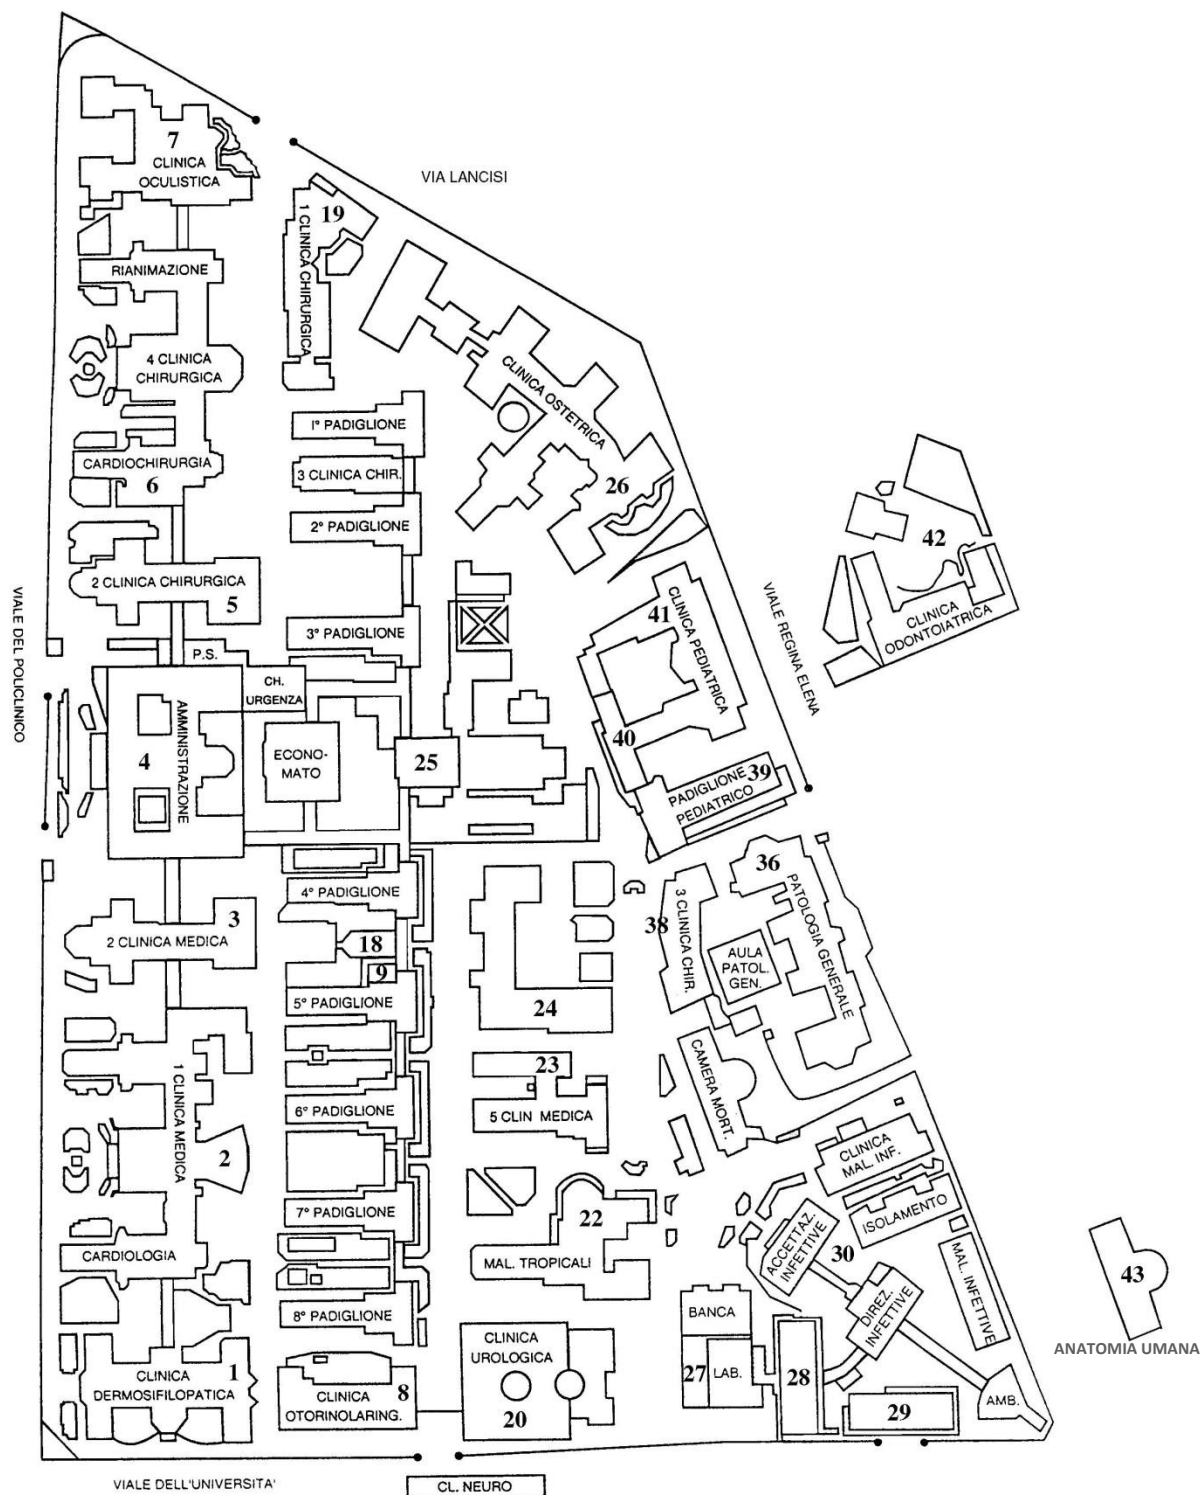 7
CLINICA
OCULISTICA
VIA LANCISI
19
1 CLINICA CHIRURGICA
RIANIMAZIONE
4 CLINICA
CHIRURGICA
CLINICA OSTETRICA
26
1° PADIGLIONE
CARDIOCHIRURGIA
6
3 CLINICA CHIR.
2° PADIGLIONE
42
CLINICA
ODONTOIATRICA
2 CLINICA CHIRURGICA
5
VIALE DEL POLICLINICO
3° PADIGLIONE
41
CLINICA PEDIATRICA
VIALE REGINA ELENA
P.S.
CH.
URGENZA
AMMINISTRAZIONE
4
ECONO-
MATO
25
40
39
PADIGLIONE
PEDIATRICO
4° PADIGLIONE
36
PATOLOGIA GENERALE
3
2 CLINICA MEDICA
18
9
38
3 CLINICA CHIR.
AULA
PATOL.
GEN.
5° PADIGLIONE
24
23
5 CLIN MEDICA
CAMERA MORT.
1 CLINICA MEDICA
2
6° PADIGLIONE
CLINICA
MAL. INF.
ISOLAMENTO
7° PADIGLIONE
22
MAL. TROPICALI
CARDIOLOGIA
ACCETTAZ.
INFETTIVE
30
MAL. INFETTIVE
43
ANATOMIA UMANA
8° PADIGLIONE
DIREZ.
INFETTIVE
BANCA
27
LAB.
28
29
AMB.
CLINICA
UROLOGICA
20
1
CLINICA
DERMOSIFILOPATICA
8
CLINICA
OTORINOLARING.
VIALE DELL'UNIVERSITA'
CL. NEURO